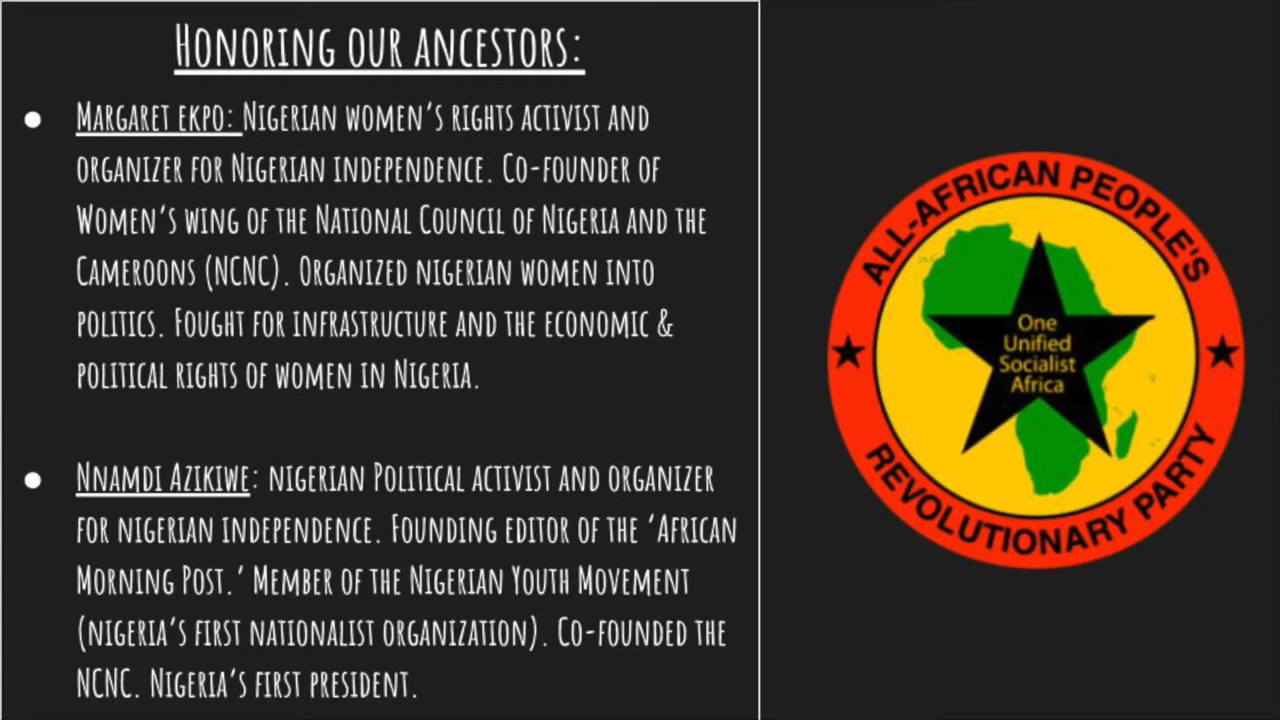 Honoring our ancestors:
● Margaret Ekpo: Nigerian women's rights activist and
organizer for Nigerian independence. Co-founder of
Women's wing of the National Council of Nigeria and the
Cameroons (NCNC). Organized nigerian women into
politics. Fought for infrastructure and the economic &
political rights of women in Nigeria.
● Nnamdi Azikiwe: nigerian Political activist and organizer
for nigerian independence. Founding editor of the 'African
Morning Post.' Member of the Nigerian Youth Movement
(nigeria's first nationalist organization). Co-founded the
NCNC. Nigeria's first president.
ALL-AFRICAN PEOPLE'S
One
Unified
Socialist
Africa
REVOLUTIONARY PARTY